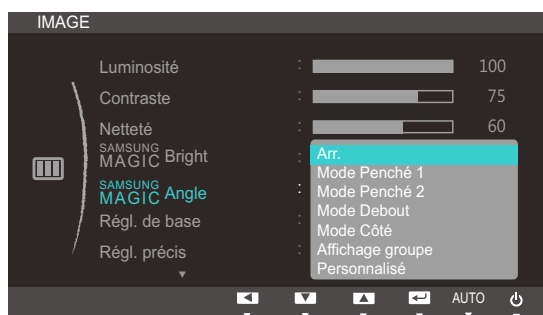 IMAGE
Luminosité : 100
Contraste : 75
Netteté : 60
SAMSUNG
MAGIC Bright :
SAMSUNG
MAGIC Angle :
Régl. de base :
Régl. précis :
Arr.
Mode Penché 1
Mode Penché 2
Mode Debout
Mode Côté
Affichage groupe
Personnalisé
AUTO